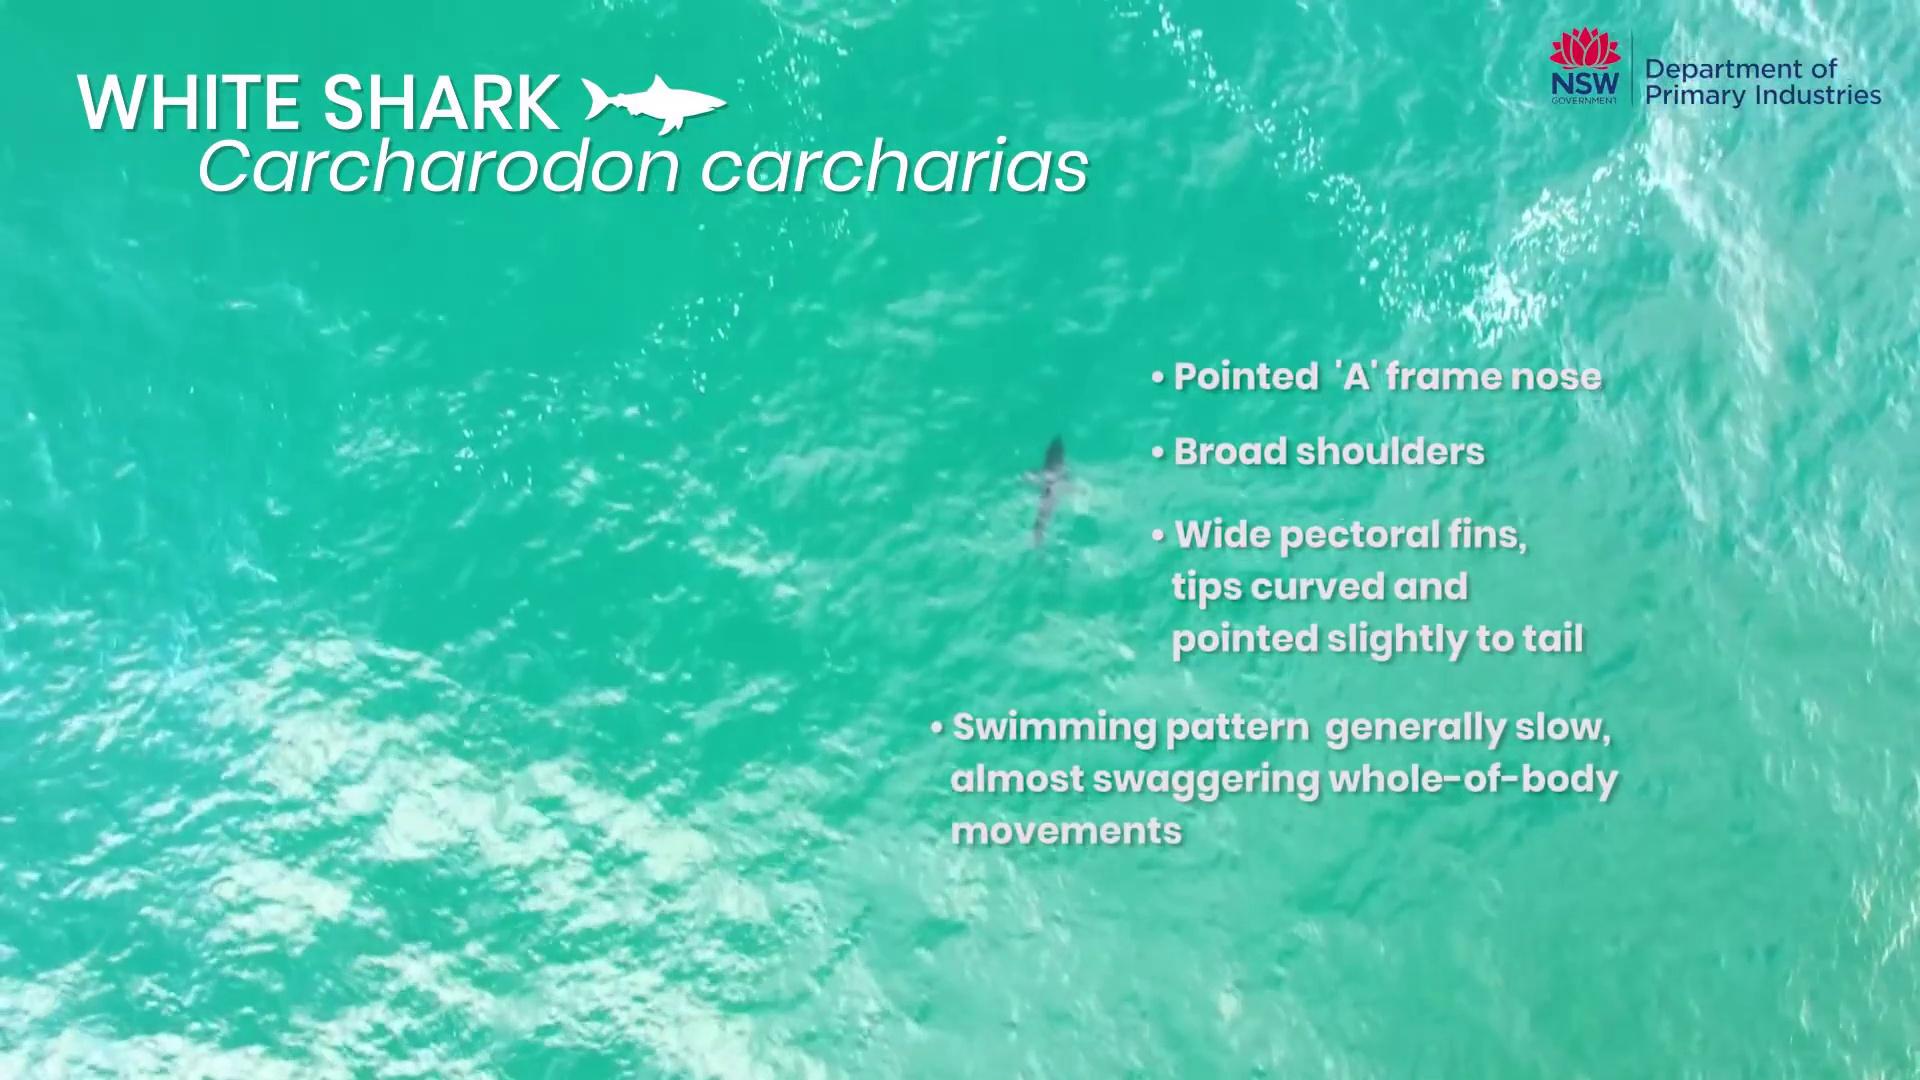 WHITE SHARK
Carcharodon carcharias
NSW
GOVERNMENT
Department of
Primary Industries
• Pointed 'A' frame nose
• Broad shoulders
• Wide pectoral fins,
tips curved and
pointed slightly to tail
• Swimming pattern generally slow,
almost swaggering whole-of-body
movements